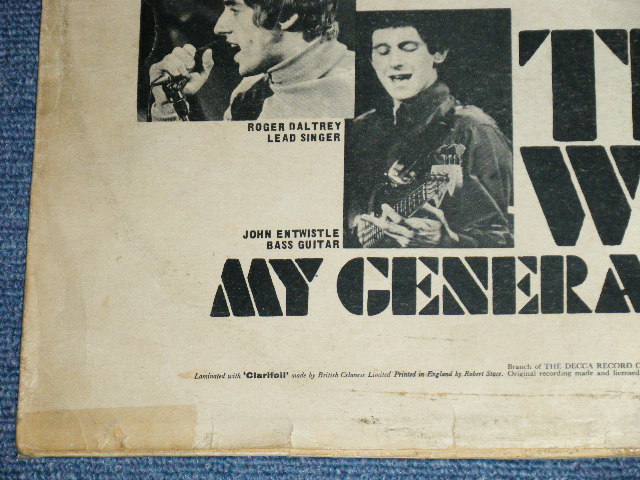 ROGER DALTREY
LEAD SINGER
TH
JOHN ENTWISTLE
BASS GUITAR
W
MY GENERA
Branch of THE DECCA RECORD C
Laminated with 'Clarifoil' made by British Celanese Limited Printed in England by Robert Stace. Original recording made and licensed